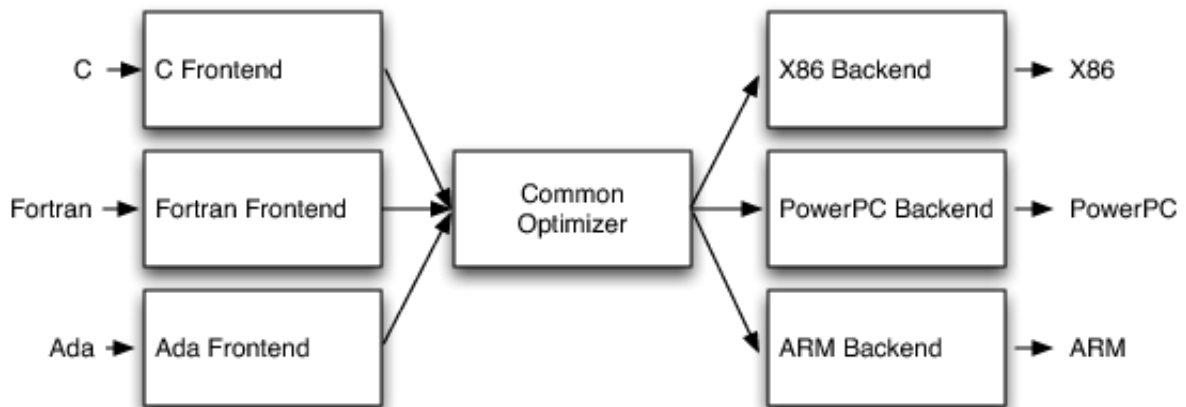 C
C Frontend
Fortran
Fortran Frontend
Ada
Ada Frontend
Common
Optimizer
X86 Backend
X86
PowerPC Backend
PowerPC
ARM Backend
ARM